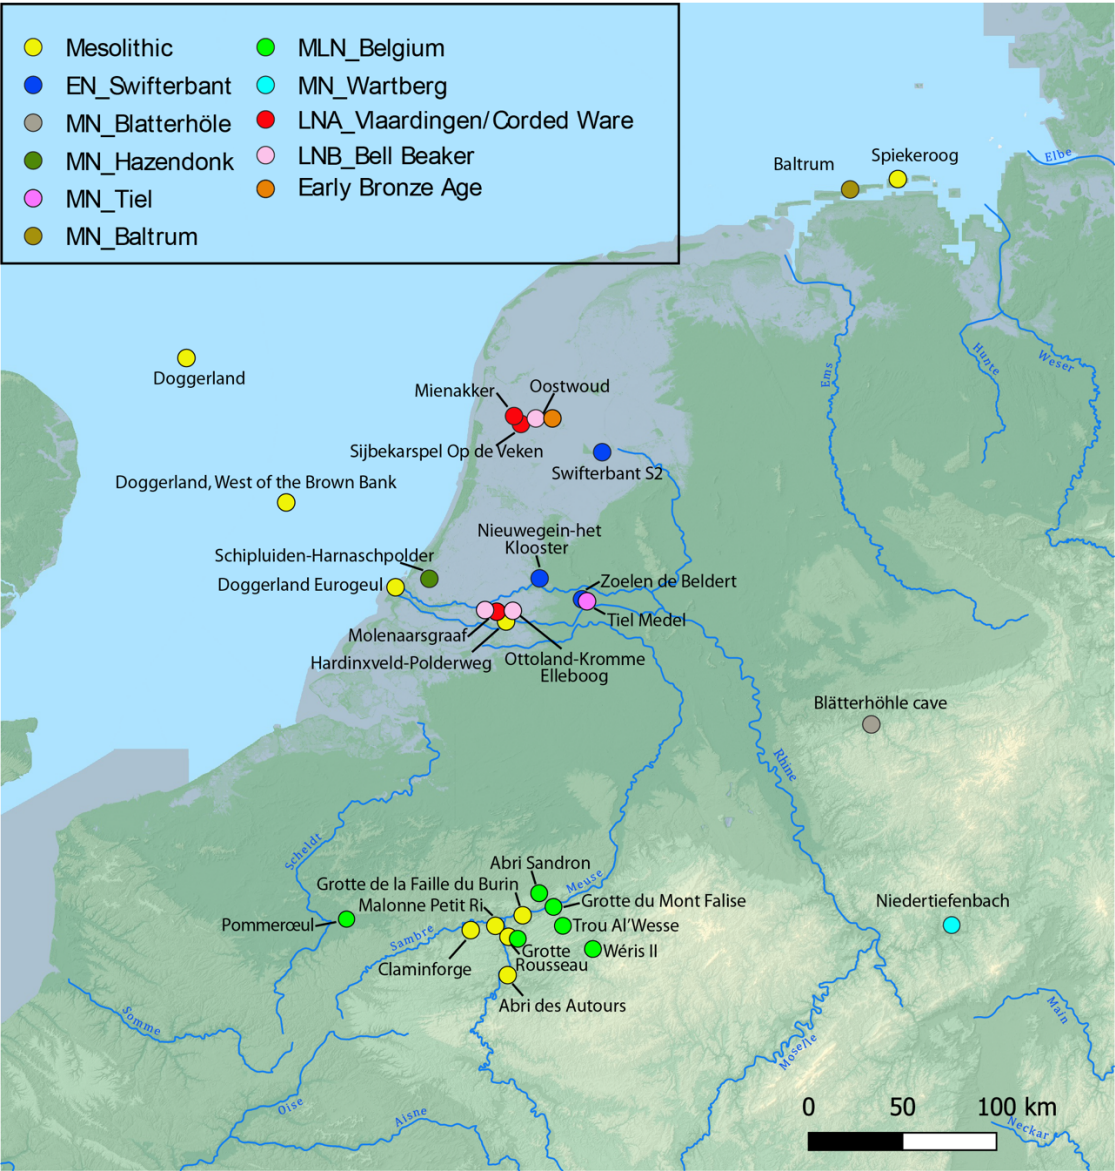 Mesolithic
EN_Swifterbant
MN_Blatterhöle
MN_Hazendonk
MN_Tiel
MN_Baltrum
MLN_Belgium
MN_Wartberg
LNA_Vlaardingen/Corded Ware
LNB_Bell Beaker
Early Bronze Age
Baltrum
Spiekeroog
Elbe
Doggerland
Mienakker
Oostwoud
Ems
Hunte
Weser
Sijbekarspel Op de Veken
Swifterbant S2
Doggerland, West of the Brown Bank
Nieuwegein-het
Klooster
Schipluiden-Harnaschpolder
Doggerland Eurogeul
Zoelen de Beldert
Tiel Medel
Molenaarsgraaf
Hardinxveld-Polderweg
Ottoland-Kromme
Elleboog
Blätterhöhle cave
Rhine
Scheldt
Abri Sandron
Meuse
Grotte de la Faille du Burin
Grotte du Mont Falise
Malonne Petit Ri
Niedertiefenbach
Pommerœul
Trou Al'Wesse
Sambre
Grotte
Rousseau
Wéris II
Claminforge
Abri des Autours
Somme
Main
Moselle
Oise
Aisne
0 50 100 km
Neckar